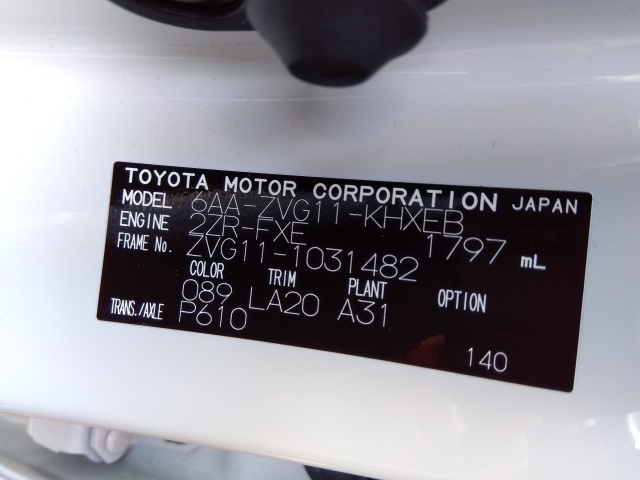 TOYOTA MOTOR CORPORATION JAPAN
MODEL 6AA-ZVG11-KHXEB
ENGINE 2ZR-FXE 1797 mL
FRAME No. ZVG11-1031482
COLOR TRIM PLANT OPTION
089 LA20 A31
TRANS./AXLE P610
140